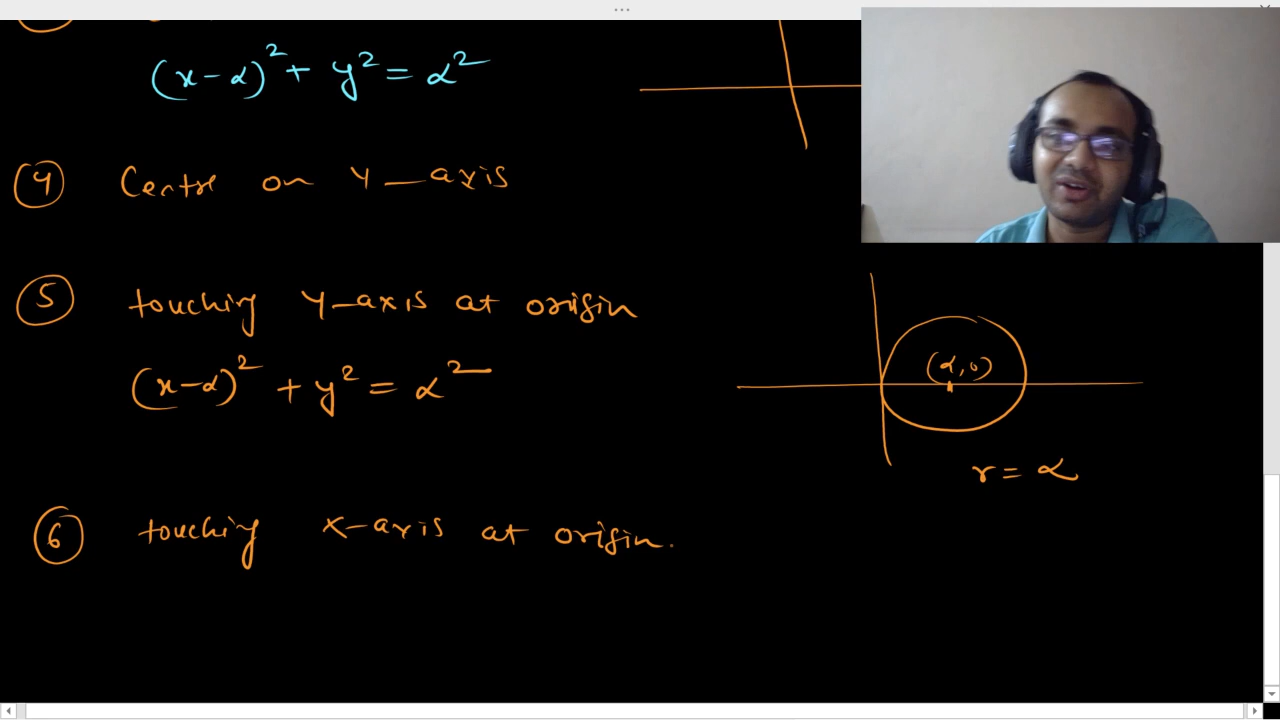 (x-α)² + y² = α²
④ Centre on Y-axis
⑤ touching Y-axis at origin
(x-α)² + y² = α²
(α,0)
r = α
⑥ touching X-axis at origin.